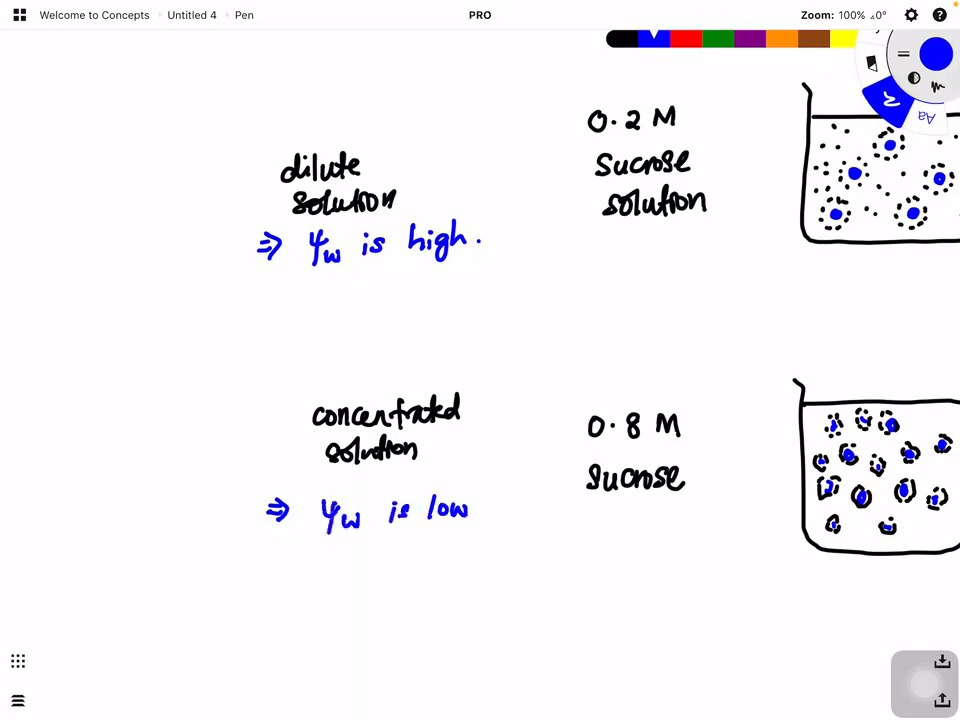 Welcome to Concepts › Untitled 4 › Pen
PRO
Zoom: 100% ⊿0°
Aa
0.2 M
Sucrose
solution
dilute
solution
⇒ Ψw is high.
0.8 M
Sucrose
concentrated
solution
⇒ Ψw is low